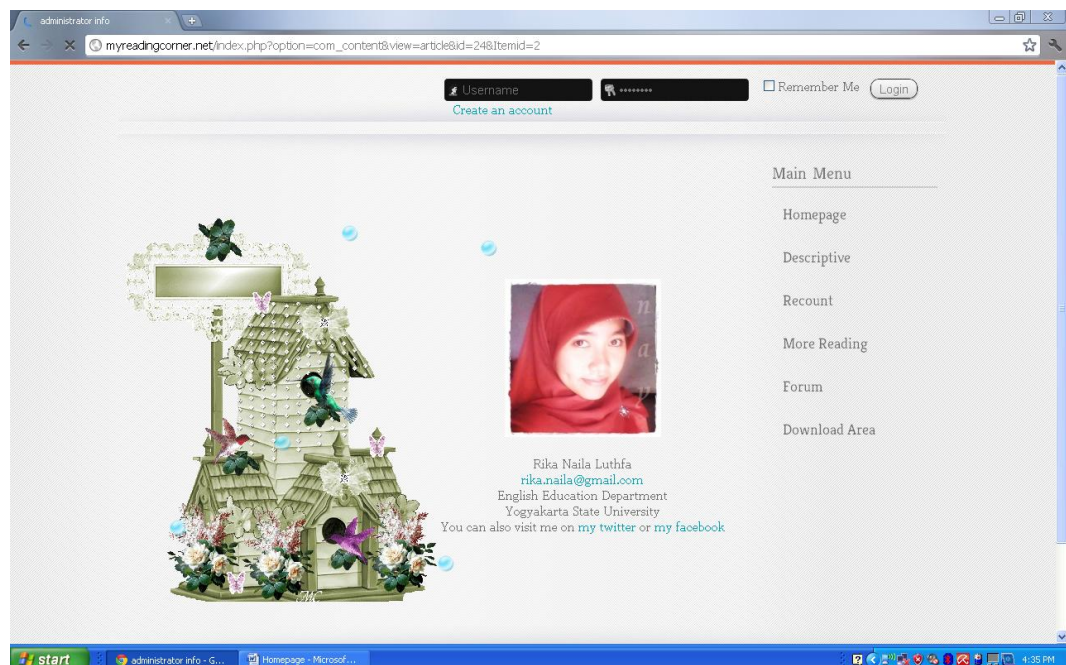 administrator info
myreadingcorner.net/index.php?option=com_content&view=article&id=24&Itemid=2
Username
Remember Me
Login
Create an account
Main Menu
Homepage
Descriptive
Recount
More Reading
Forum
Download Area
nay
Rika Naila Luthfa
rika.naila@gmail.com
English Education Department
Yogyakarta State University
You can also visit me on my twitter or my facebook
start
administrator info - G...
Homepage - Microsof...
4:35 PM